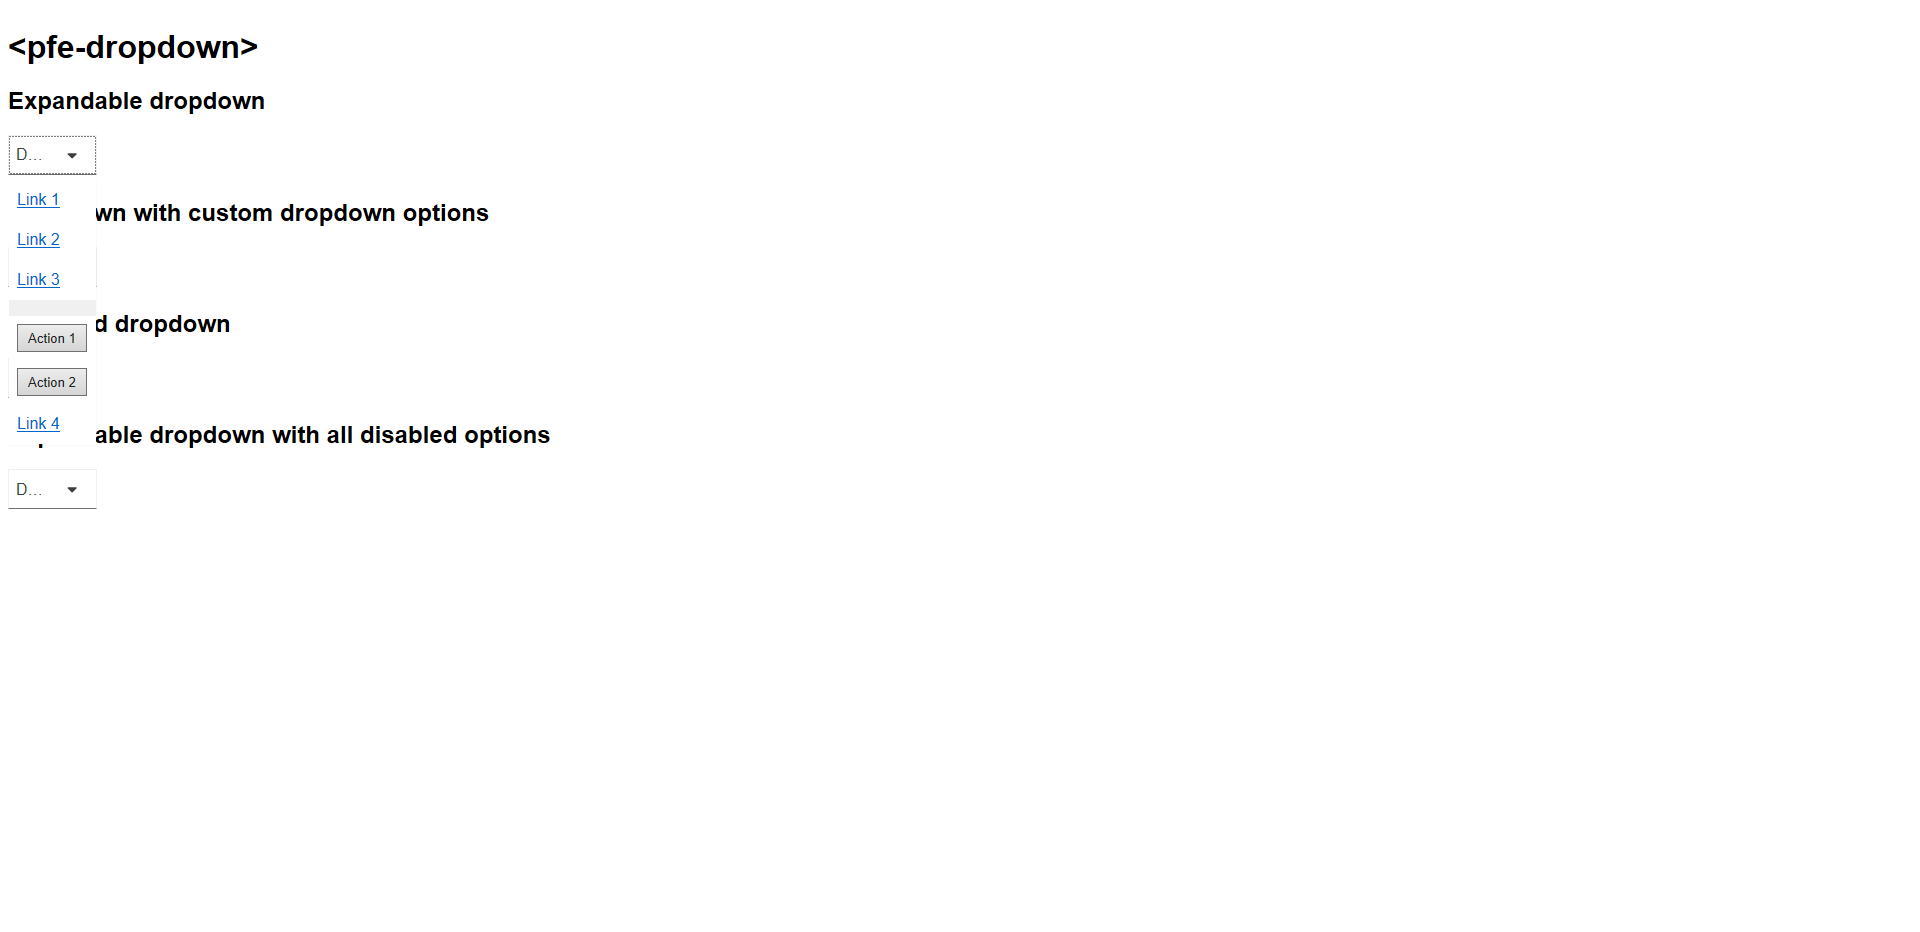 <pfe-dropdown>
Expandable dropdown
D...
Link 1
wn with custom dropdown options
Link 2
Link 3
d dropdown
Action 1
Action 2
Link 4
able dropdown with all disabled options
D...